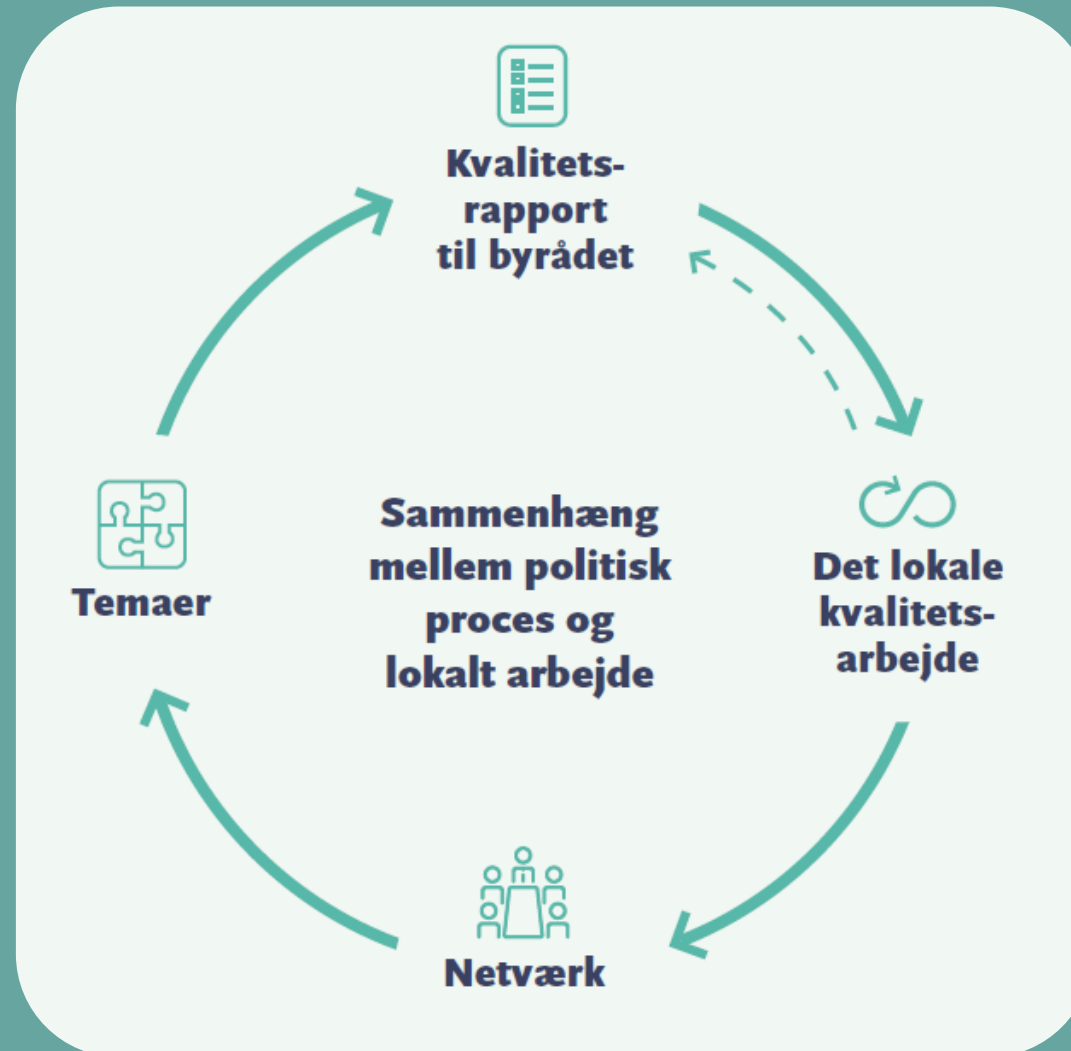 Kvalitets-
rapport
til byrådet
Sammenhæng
mellem politisk
proces og
lokalt arbejde
Det lokale
kvalitets-
arbejde
Temaer
Netværk